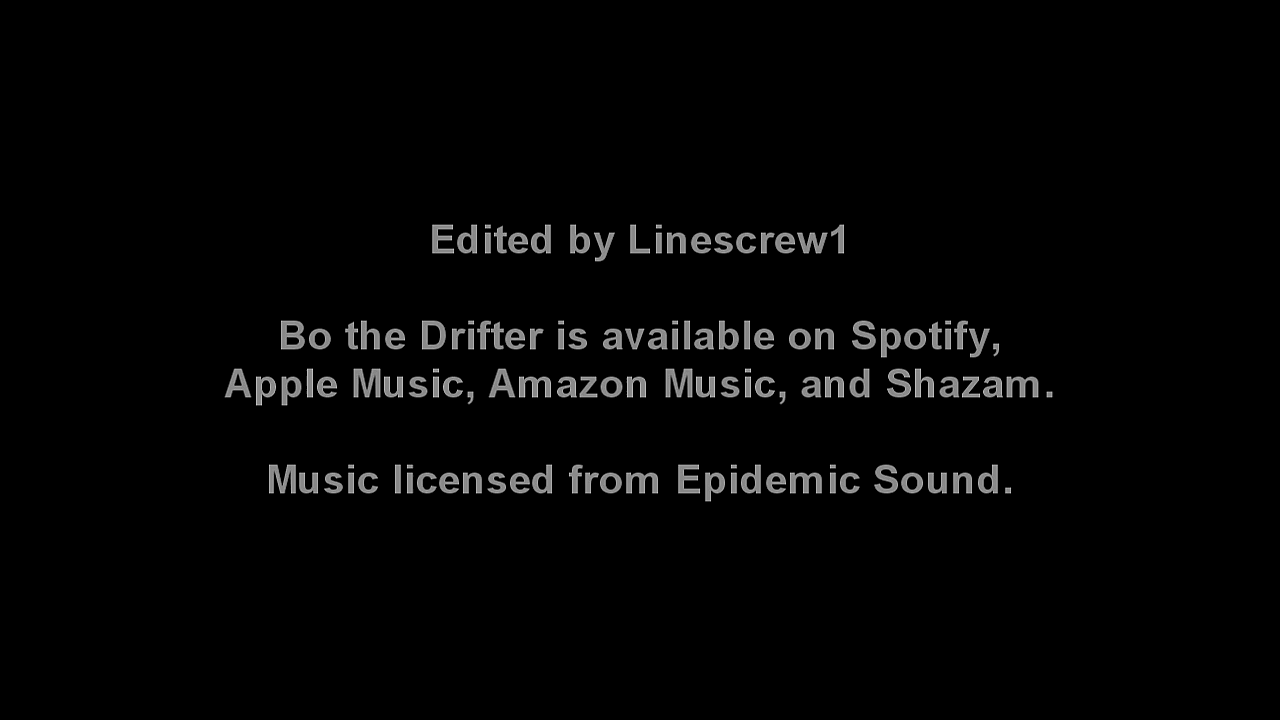 Edited by Linescrew1
Bo the Drifter is available on Spotify,
Apple Music, Amazon Music, and Shazam.
Music licensed from Epidemic Sound.